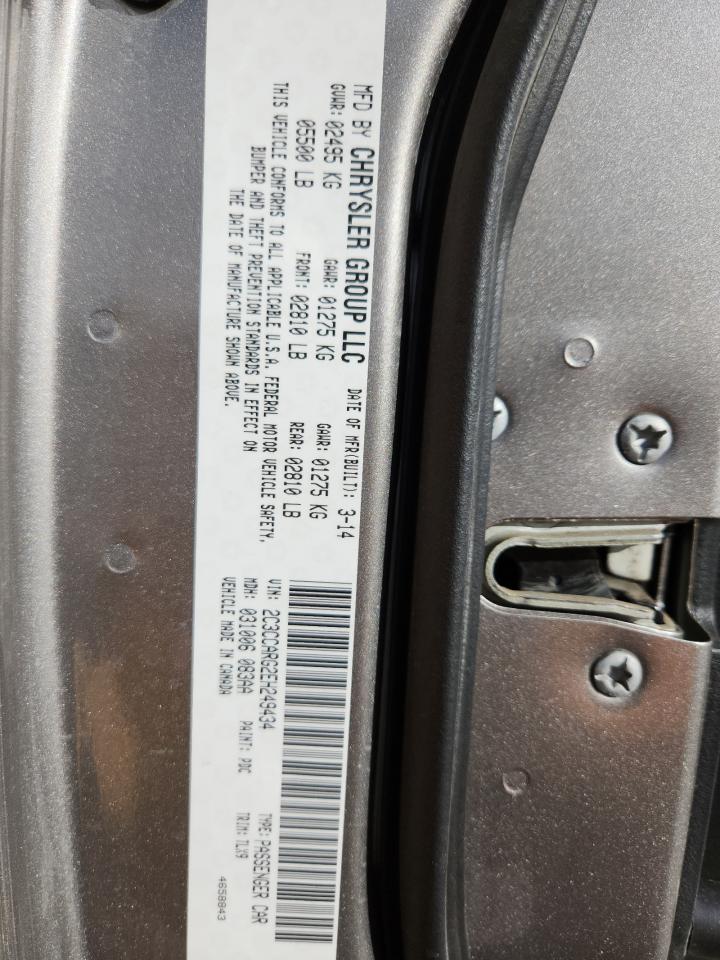 MFD BY CHRYSLER GROUP LLC DATE OF MFR(BUILT): 3-14
GVWR: 02495 KG GAWR: 01275 KG GAWR: 01275 KG
05500 LB FRONT: 02810 LB REAR: 02810 LB
THIS VEHICLE CONFORMS TO ALL APPLICABLE U.S.A. FEDERAL MOTOR VEHICLE SAFETY,
BUMPER AND THEFT PREVENTION STANDARDS IN EFFECT ON
THE DATE OF MANUFACTURE SHOWN ABOVE.
VIN: 2C3CCARG2EH249434 TYPE: PASSENGER CAR
MDH: 031006 083AA PAINT: PDC TRIM: TLX9
VEHICLE MADE IN CANADA 4658843